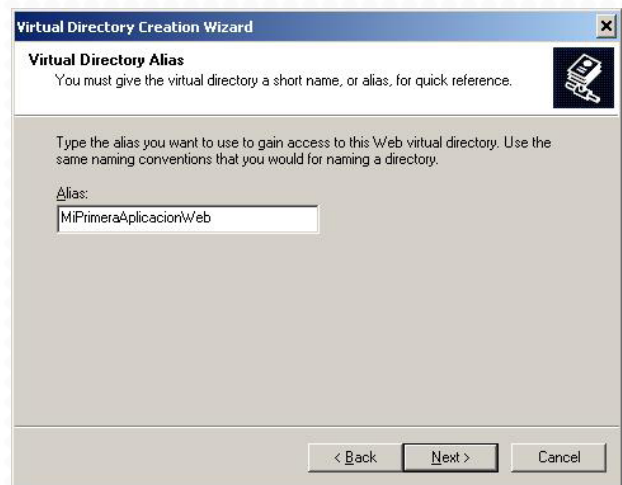 Virtual Directory Creation Wizard
Virtual Directory Alias
You must give the virtual directory a short name, or alias, for quick reference.
Type the alias you want to use to gain access to this Web virtual directory. Use the
same naming conventions that you would for naming a directory.
Alias:
MiPrimeraAplicacionWeb
< Back Next > Cancel